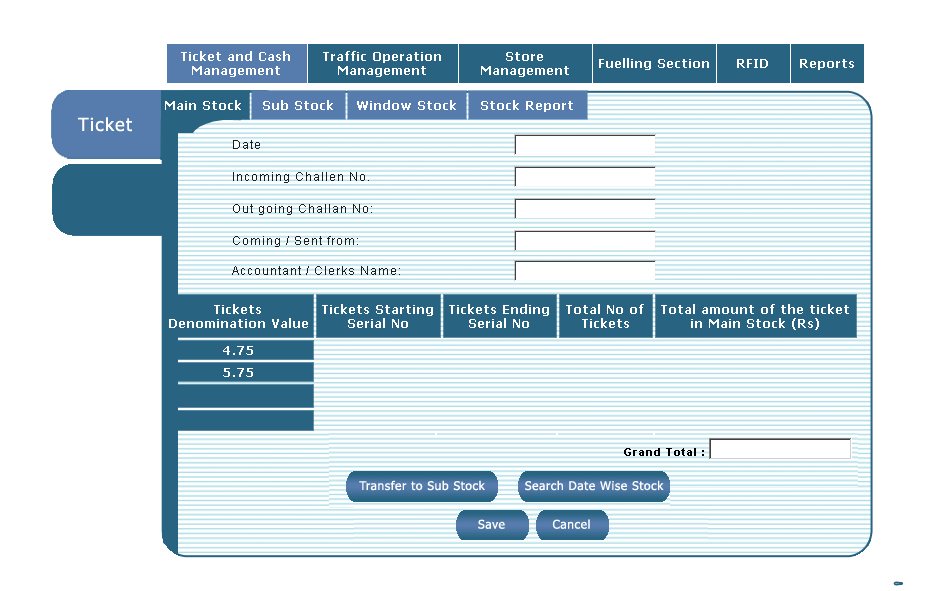 Ticket and Cash
Management
Traffic Operation
Management
Store
Management
Fuelling Section
RFID
Reports
Ticket
Main Stock
Sub Stock
Window Stock
Stock Report
Date
Incoming Challen No.
Out going Challan No:
Coming / Sent from:
Accountant / Clerks Name:
Tickets
Denomination Value
Tickets Starting
Serial No
Tickets Ending
Serial No
Total No of
Tickets
Total amount of the ticket
in Main Stock (Rs)
4.75
5.75
Grand Total :
Transfer to Sub Stock
Search Date Wise Stock
Save
Cancel